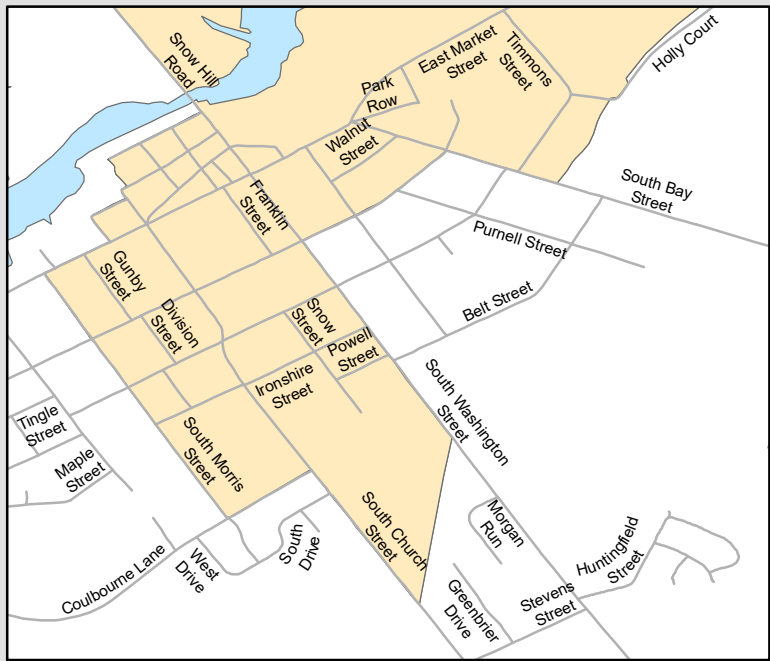 Snow Hill
Road
Park
Row
East Market
Street
Timmons
Street
Holly Court
Walnut
Street
South Bay
Street
Franklin
Street
Purnell Street
Gunby
Street
Division
Street
Snow
Street
Powell
Street
Belt Street
Ironshire
Street
South Washington
Street
Tingle
Street
Maple
Street
South Morris
Street
South Church
Street
Morgan
Run
Coulbourne Lane
West
Drive
South
Drive
Greenbrier
Drive
Stevens
Street
Huntingfield
Street